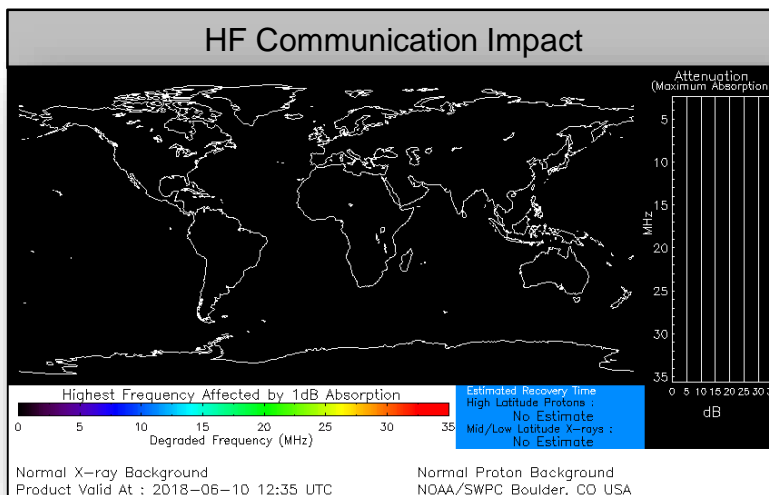 HF Communication Impact
Attenuation
(Maximum Absorption
5
10
15
20
25
30
35
MHz
0 5 10 15 20 25 30
dB
Highest Frequency Affected by 1dB Absorption
0 5 10 15 20 25 30 35
Degraded Frequency (MHz)
Estimated Recovery Time
High Latitude Protons :
No Estimate
Mid/Low Latitude X-rays :
No Estimate
Normal X-ray Background
Product Valid At : 2018-06-10 12:35 UTC
Normal Proton Background
NOAA/SWPC Boulder, CO USA